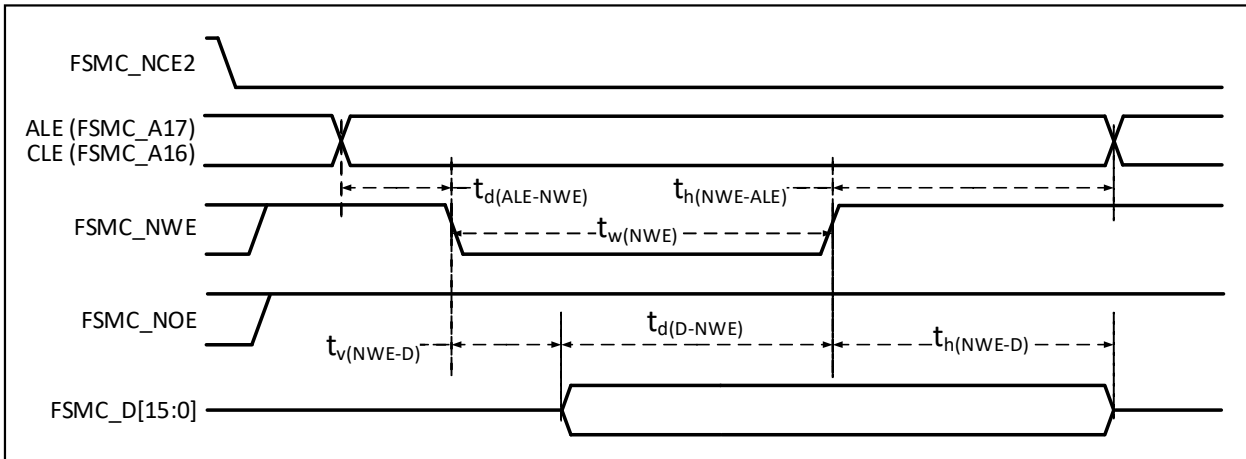 FSMC_NCE2
ALE (FSMC_A17)
CLE (FSMC_A16)
td(ALE-NWE)
th(NWE-ALE)
FSMC_NWE
tw(NWE)
FSMC_NOE
tv(NWE-D)
td(D-NWE)
th(NWE-D)
FSMC_D[15:0]